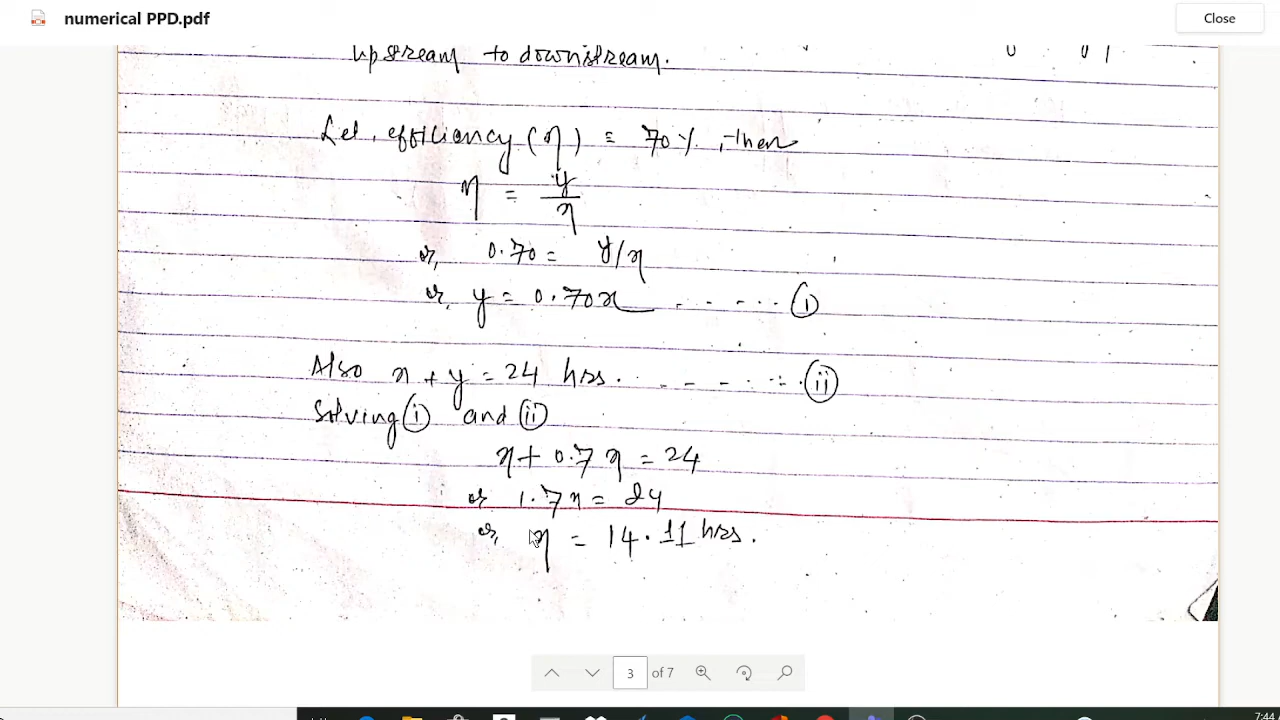 numerical PPD.pdf
Close
upstream to downstream.
Let, efficiency (η) = 70%, then
η = y/x
or, 0.70 = y/x
or, y = 0.70x ------ (i)
Also x + y = 24 hrs. ------- (ii)
Solving (i) and (ii)
x + 0.7x = 24
or 1.7x = 24
or, x = 14.11 hrs.
3 of 7
7:44